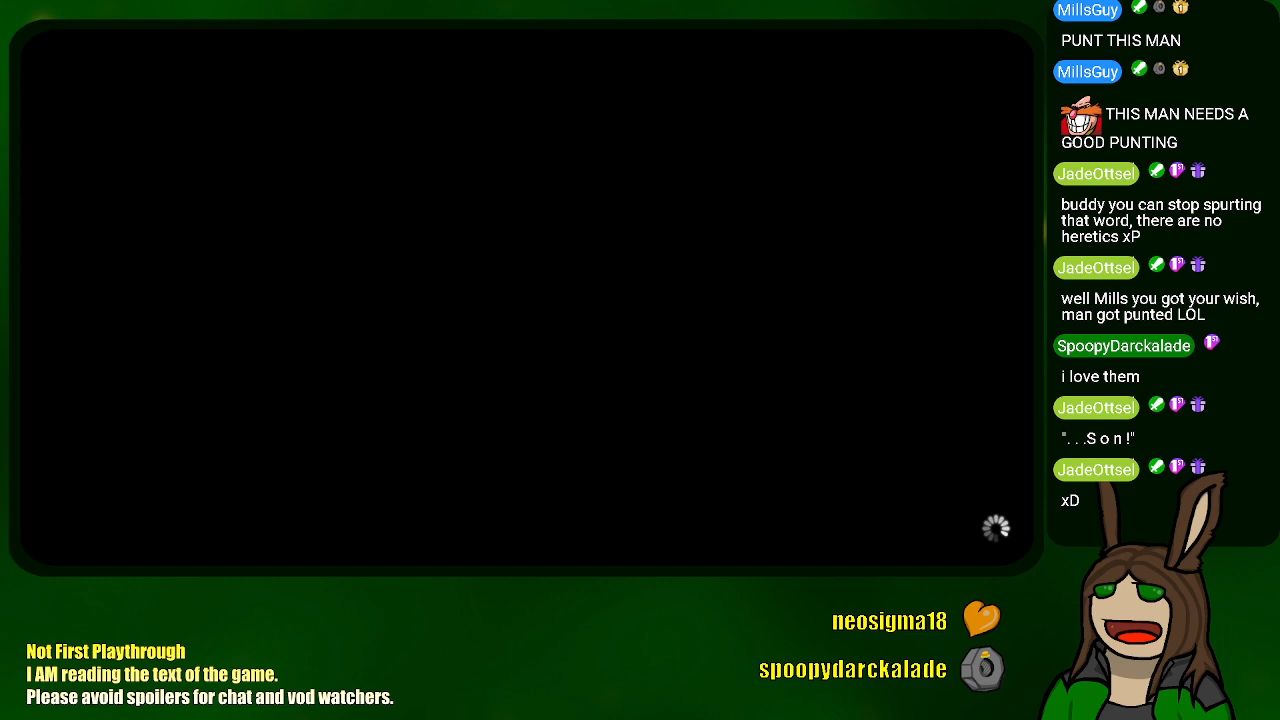 MillsGuy
PUNT THIS MAN
MillsGuy
THIS MAN NEEDS A
GOOD PUNTING
JadeOttsel
buddy you can stop spurting
that word, there are no
heretics xP
JadeOttsel
well Mills you got your wish,
man got punted LOL
SpoopyDarckalade
i love them
JadeOttsel
". . .S o n !"
JadeOttsel
xD
neosigma18
spoopydarckalade
Not First Playthrough
I AM reading the text of the game.
Please avoid spoilers for chat and vod watchers.